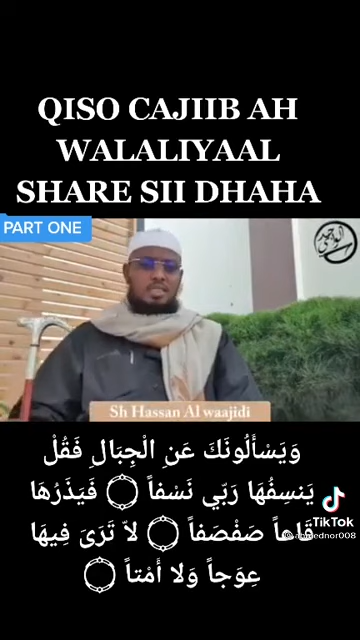 QISO CAJIIB AH
WALALIYAAL
SHARE SII DHAHA
PART ONE
Sh Hassan Al waajidi
وَيَسْأَلُونَكَ عَنِ الْجِبَالِ فَقُلْ
يَنسِفُهَا رَبِّي نَسْفاً ۝ فَيَذَرُهَا
قَاعاً صَفْصَفاً ۝ لاّ تَرَىٰ فِيهَا
عِوَجاً وَلا أَمْتاً ۝
TikTok